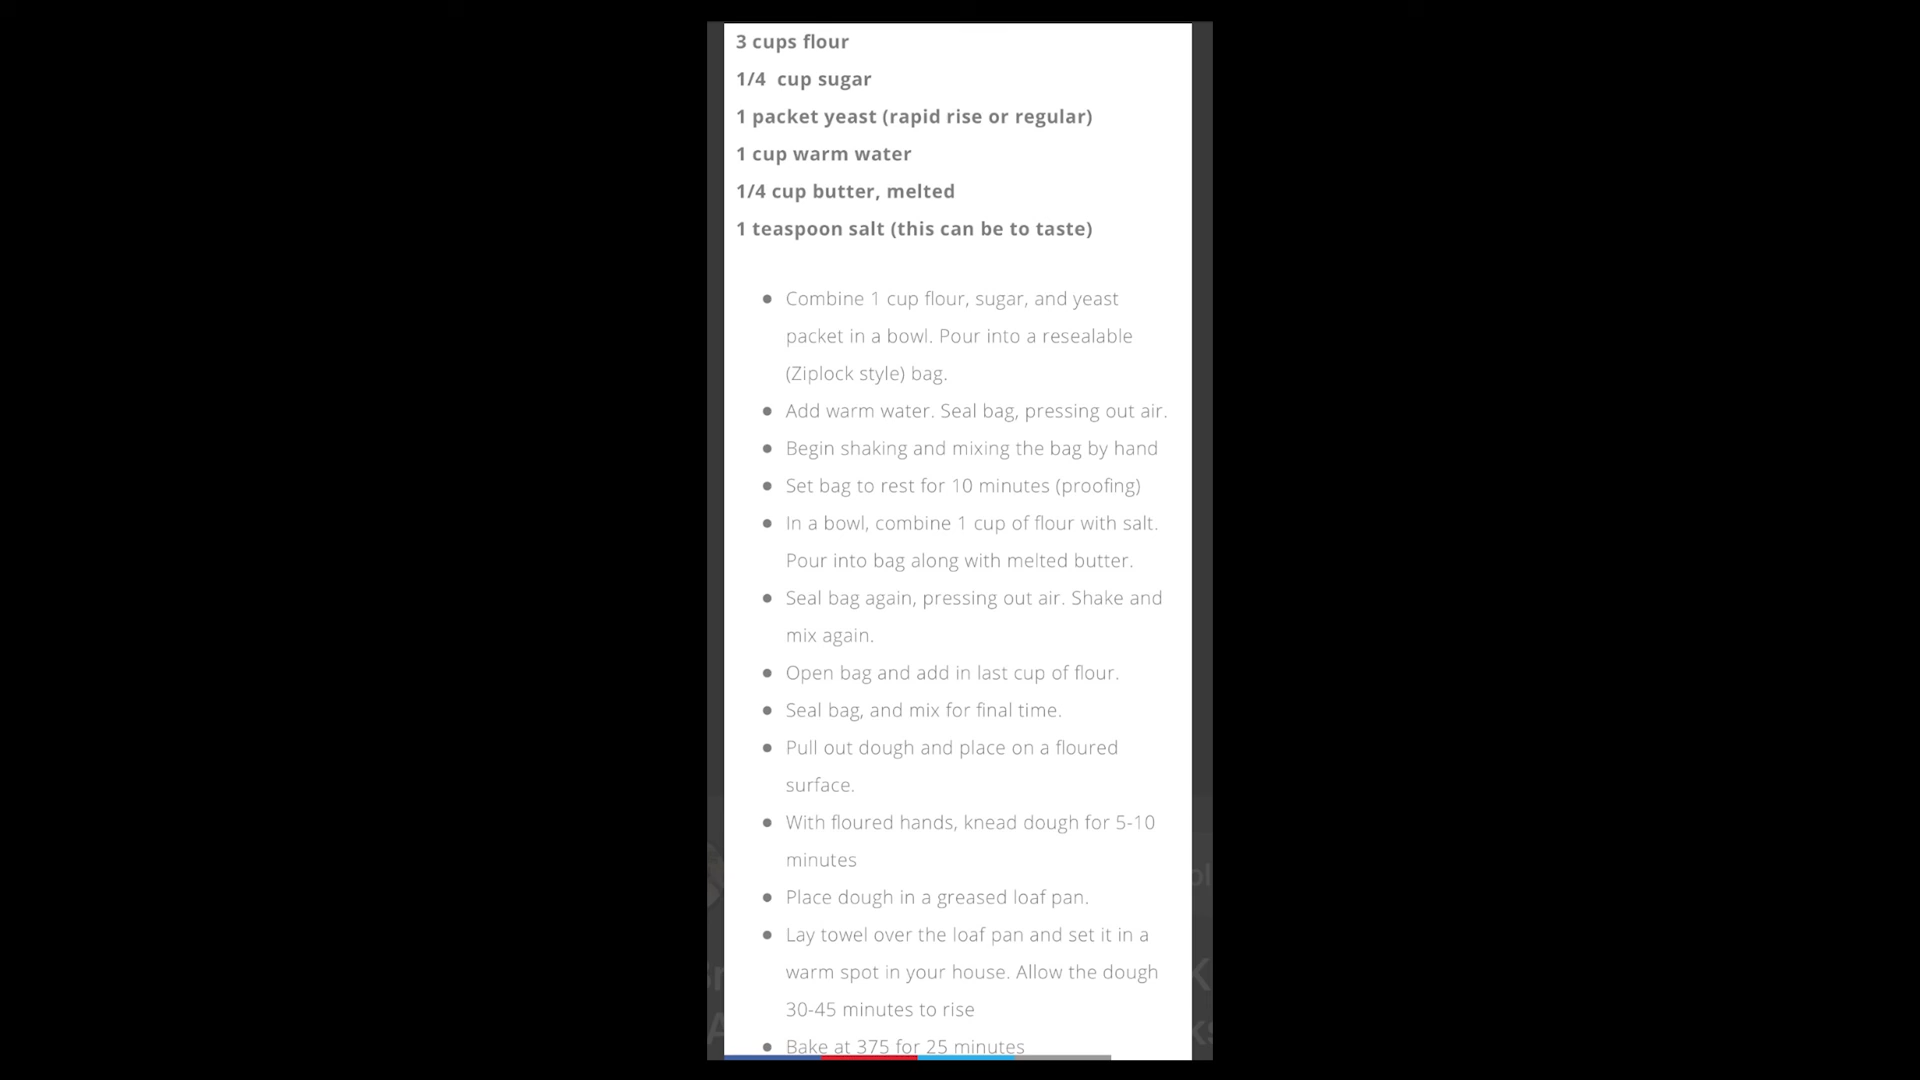 3 cups flour
1/4 cup sugar
1 packet yeast (rapid rise or regular)
1 cup warm water
1/4 cup butter, melted
1 teaspoon salt (this can be to taste)
● Combine 1 cup flour, sugar, and yeast
packet in a bowl. Pour into a resealable
(Ziplock style) bag.
● Add warm water. Seal bag, pressing out air.
● Begin shaking and mixing the bag by hand
● Set bag to rest for 10 minutes (proofing)
● In a bowl, combine 1 cup of flour with salt.
Pour into bag along with melted butter.
● Seal bag again, pressing out air. Shake and
mix again.
● Open bag and add in last cup of flour.
● Seal bag, and mix for final time.
● Pull out dough and place on a floured
surface.
● With floured hands, knead dough for 5-10
minutes
● Place dough in a greased loaf pan.
● Lay towel over the loaf pan and set it in a
warm spot in your house. Allow the dough
30-45 minutes to rise
● Bake at 375 for 25 minutes